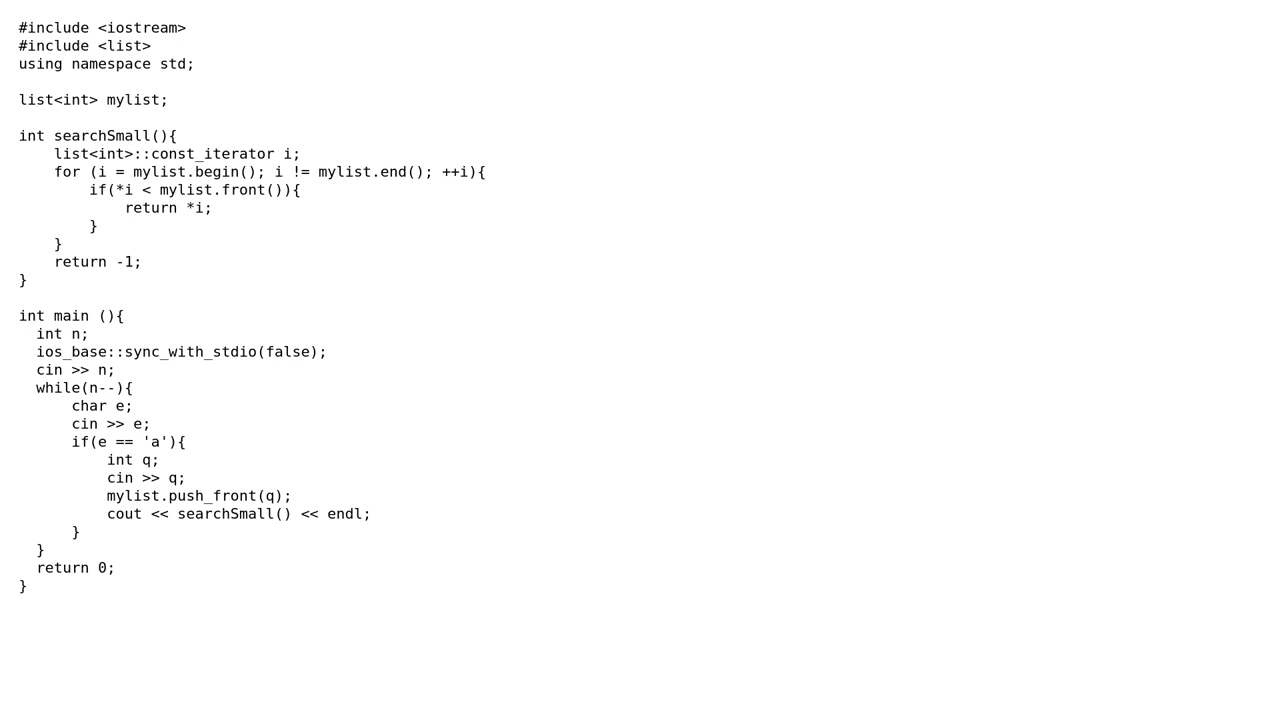 #include <iostream>
#include <list>
using namespace std;

list<int> mylist;

int searchSmall(){
    list<int>::const_iterator i;
    for (i = mylist.begin(); i != mylist.end(); ++i){
        if(*i < mylist.front()){
            return *i;
        }
    }
    return -1;
}

int main (){
  int n;
  ios_base::sync_with_stdio(false);
  cin >> n;
  while(n--){
      char e;
      cin >> e;
      if(e == 'a'){
          int q;
          cin >> q;
          mylist.push_front(q);
          cout << searchSmall() << endl;
      }
  }
  return 0;
}